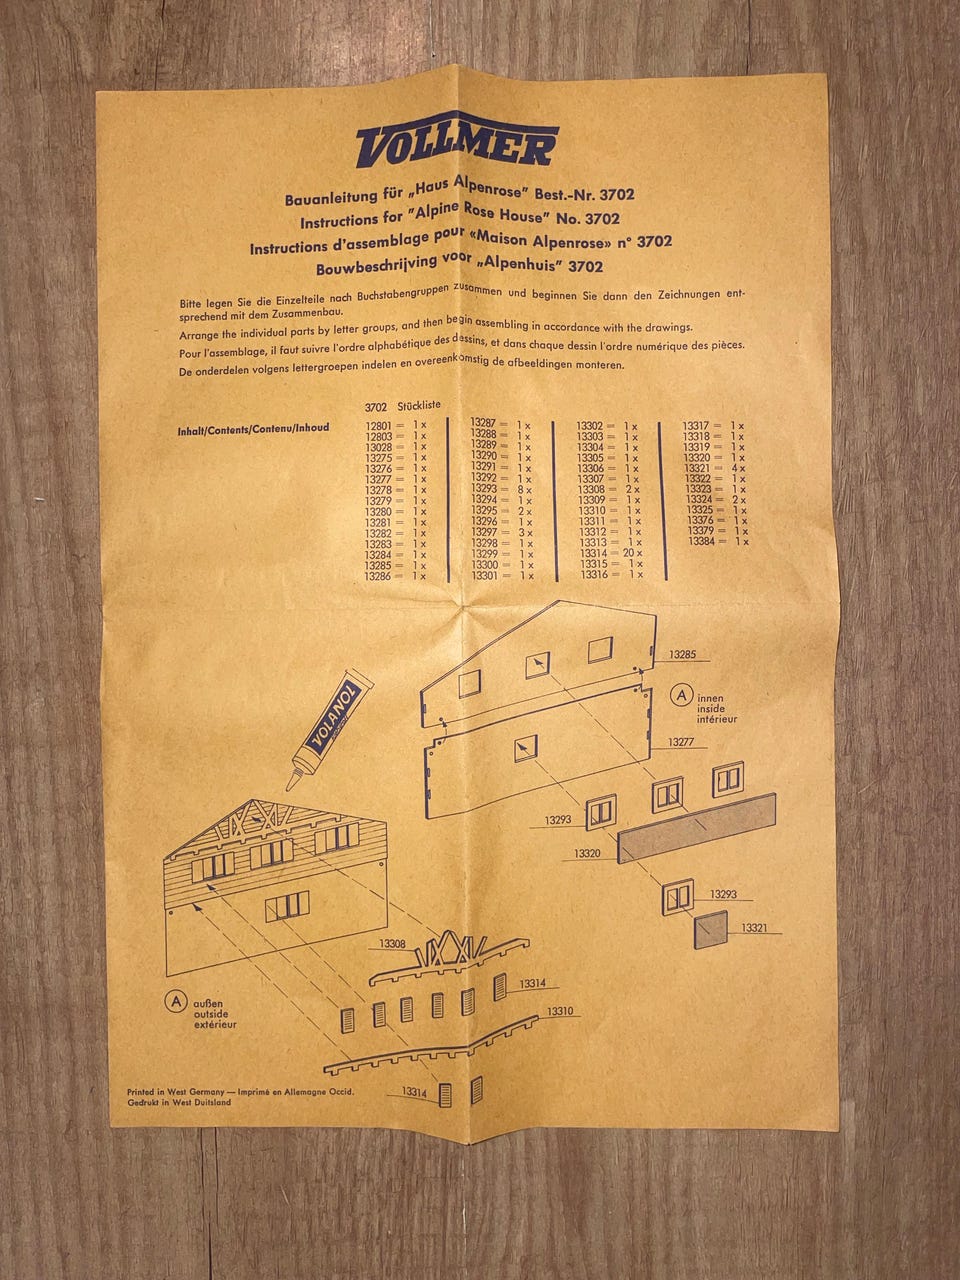 VOLLMER
Bauanleitung für „Haus Alpenrose” Best.-Nr. 3702
Instructions for ”Alpine Rose House” No. 3702
Instructions d’assemblage pour «Maison Alpenrose» n° 3702
Bouwbeschrijving voor „Alpenhuis” 3702
Bitte legen Sie die Einzelteile nach Buchstabengruppen zusammen und beginnen Sie dann den Zeichnungen ent-
sprechend mit dem Zusammenbau.
Arrange the individual parts by letter groups, and then begin assembling in accordance with the drawings.
Pour l’assemblage, il faut suivre l’ordre alphabétique des dessins, et dans chaque dessin l’ordre numérique des pièces.
De onderdelen volgens lettergroepen indelen en overeenkomstig de afbeeldingen monteren.
3702 Stückliste
Inhalt/Contents/Contenu/Inhoud
12801 = 1 x
12803 = 1 x
13028 = 1 x
13275 = 1 x
13276 = 1 x
13277 = 1 x
13278 = 1 x
13279 = 1 x
13280 = 1 x
13281 = 1 x
13282 = 1 x
13283 = 1 x
13284 = 1 x
13285 = 1 x
13286 = 1 x
13287 = 1 x
13288 = 1 x
13289 = 1 x
13290 = 1 x
13291 = 1 x
13292 = 1 x
13293 = 8 x
13294 = 1 x
13295 = 2 x
13296 = 1 x
13297 = 3 x
13298 = 1 x
13299 = 1 x
13300 = 1 x
13301 = 1 x
13302 = 1 x
13303 = 1 x
13304 = 1 x
13305 = 1 x
13306 = 1 x
13307 = 1 x
13308 = 2 x
13309 = 1 x
13310 = 1 x
13311 = 1 x
13312 = 1 x
13313 = 1 x
13314 = 20 x
13315 = 1 x
13316 = 1 x
13317 = 1 x
13318 = 1 x
13319 = 1 x
13320 = 1 x
13321 = 4 x
13322 = 1 x
13323 = 1 x
13324 = 2 x
13325 = 1 x
13376 = 1 x
13379 = 1 x
13384 = 1 x
13285
A innen
inside
intérieur
13277
VOLANOL
13293
13320
13293
13321
13308
13314
13310
A außen
outside
extérieur
13314
Printed in West Germany — Imprimé en Allemagne Occid.
Gedrukt in West Duitsland